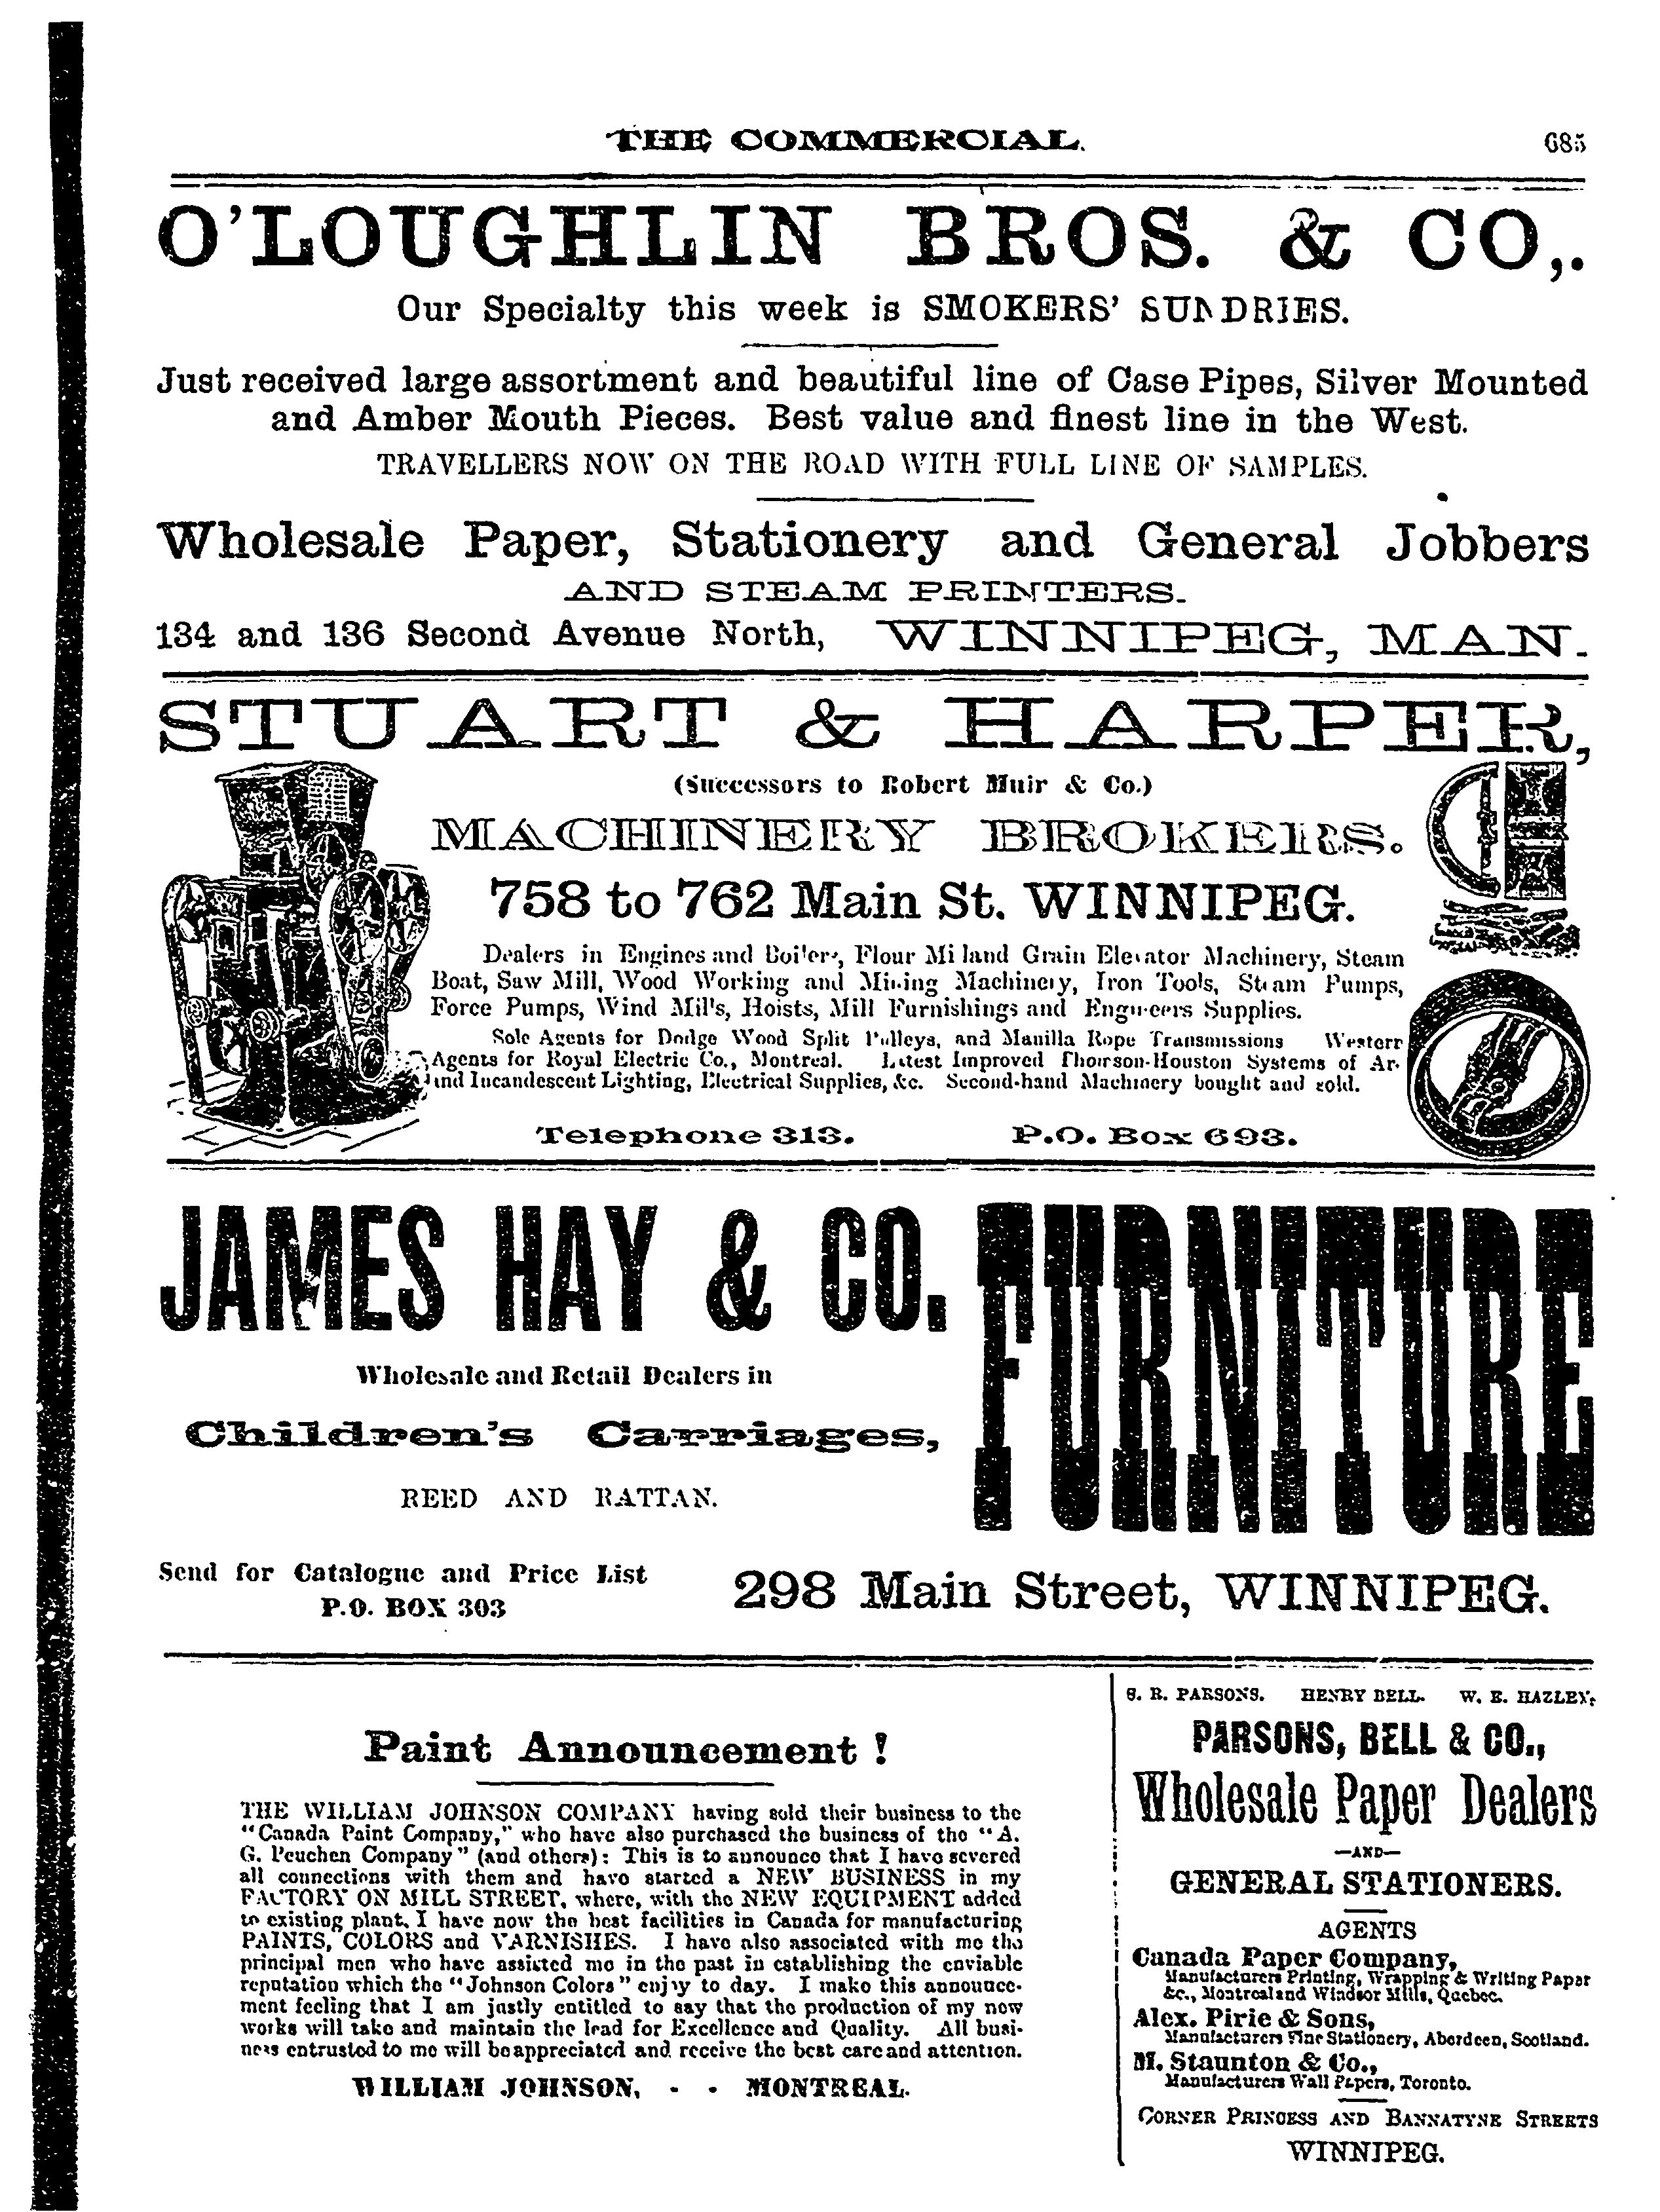 THE COMMERCIAL.
685
O'LOUGHLIN BROS. & CO,.
Our Specialty this week is SMOKERS' SUNDRIES.
Just received large assortment and beautiful line of Case Pipes, Silver Mounted
and Amber Mouth Pieces. Best value and finest line in the West.
TRAVELLERS NOW ON THE ROAD WITH FULL LINE OF SAMPLES.
Wholesale Paper, Stationery and General Jobbers
AND STEAM PRINTERS.
134 and 136 Second Avenue North, WINNIPEG, MAN.
STUART & HARPER,
(Successors to Robert Muir & Co.)
MACHINERY BROKERS.
758 to 762 Main St. WINNIPEG.
Dealers in Engines and Boilers, Flour Mill and Grain Elevator Machinery, Steam
Boat, Saw Mill, Wood Working and Mining Machinery, Iron Tools, Steam Pumps,
Force Pumps, Wind Mil's, Hoists, Mill Furnishings and Engineers Supplies.
Sole Agents for Dodge Wood Split Pulleys, and Manilla Rope Transmissions Western
Agents for Royal Electric Co., Montreal. Latest Improved Thomson-Houston Systems of Ar-
and Incandescent Lighting, Electrical Supplies, &c. Second-hand Machinery bought and sold.
Telephone 313. P.O. Box 693.
JAMES HAY & CO. FURNITURE
Wholesale and Retail Dealers in
Children's Carriages,
REED AND RATTAN.
Send for Catalogue and Price List
P.O. BOX 303
298 Main Street, WINNIPEG.
Paint Announcement!
THE WILLIAM JOHNSON COMPANY having sold their business to the
"Canada Paint Company," who have also purchased the business of the "A.
G. Peuchen Company" (and others): This is to announce that I have severed
all connections with them and have started a NEW BUSINESS in my
FACTORY ON MILL STREET, where, with the NEW EQUIPMENT added
to existing plant, I have now the best facilities in Canada for manufacturing
PAINTS, COLORS and VARNISHES. I have also associated with me the
principal men who have assisted me in the past in establishing the enviable
reputation which the "Johnson Colors" enjoy to day. I make this announce-
ment feeling that I am justly entitled to say that the production of my new
works will take and maintain the lead for Excellence and Quality. All busi-
ness entrusted to me will be appreciated and receive the best care and attention.
WILLIAM JOHNSON, - - MONTREAL.
S. R. PARSONS. HENRY BELL. W. E. HAZLEY.
PARSONS, BELL & CO.,
Wholesale Paper Dealers
—AND—
GENERAL STATIONERS.
AGENTS
Canada Paper Company,
Manufacturers Printing, Wrapping & Writing Paper
&c., Montreal and Windsor Mills, Quebec.
Alex. Pirie & Sons,
Manufacturers Fine Stationery, Aberdeen, Scotland.
M. Staunton & Co.,
Manufacturers Wall Papers, Toronto.
CORNER PRINCESS AND BANNATYNE STREETS
WINNIPEG.